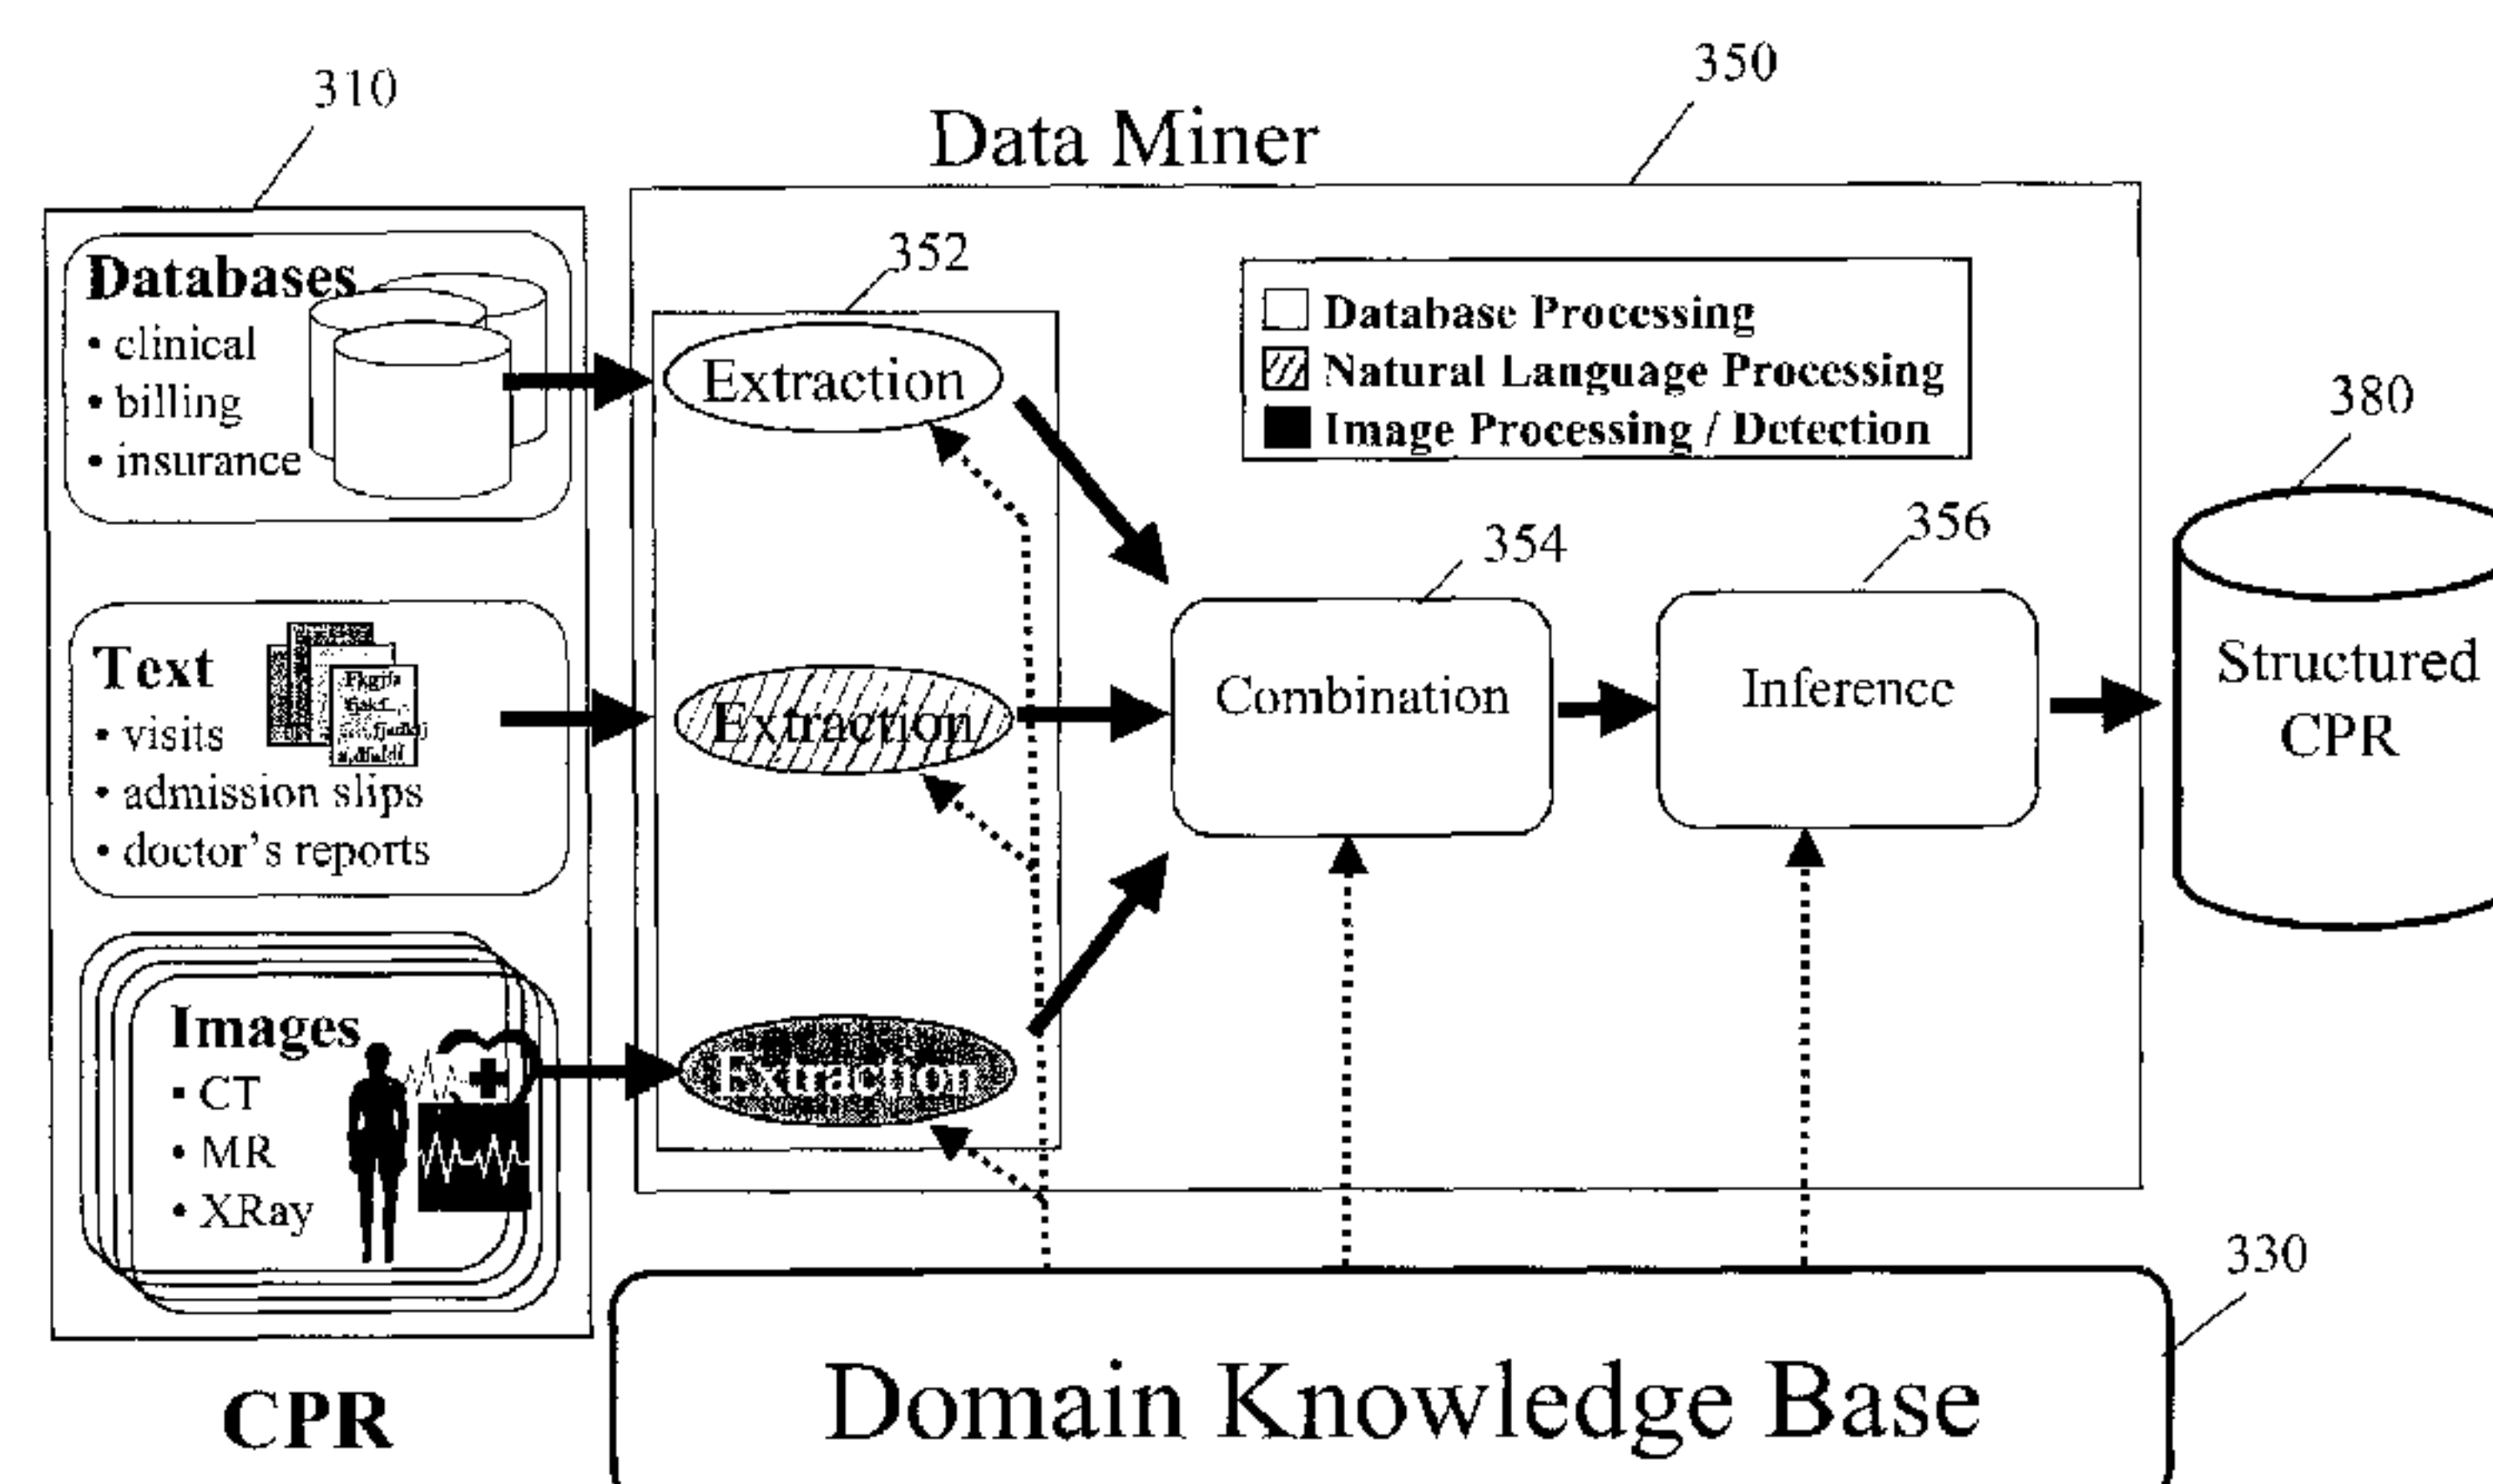 310
350
Data Miner
352
Databases
• clinical
• billing
• insurance
Extraction
Database Processing
Natural Language Processing
Image Processing / Detection
380
354
356
Text
• visits
• admission slips
• doctor's reports
Extraction
Combination
Inference
Structured
CPR
Images
• CT
• MR
• XRay
Extraction
330
CPR
Domain Knowledge Base